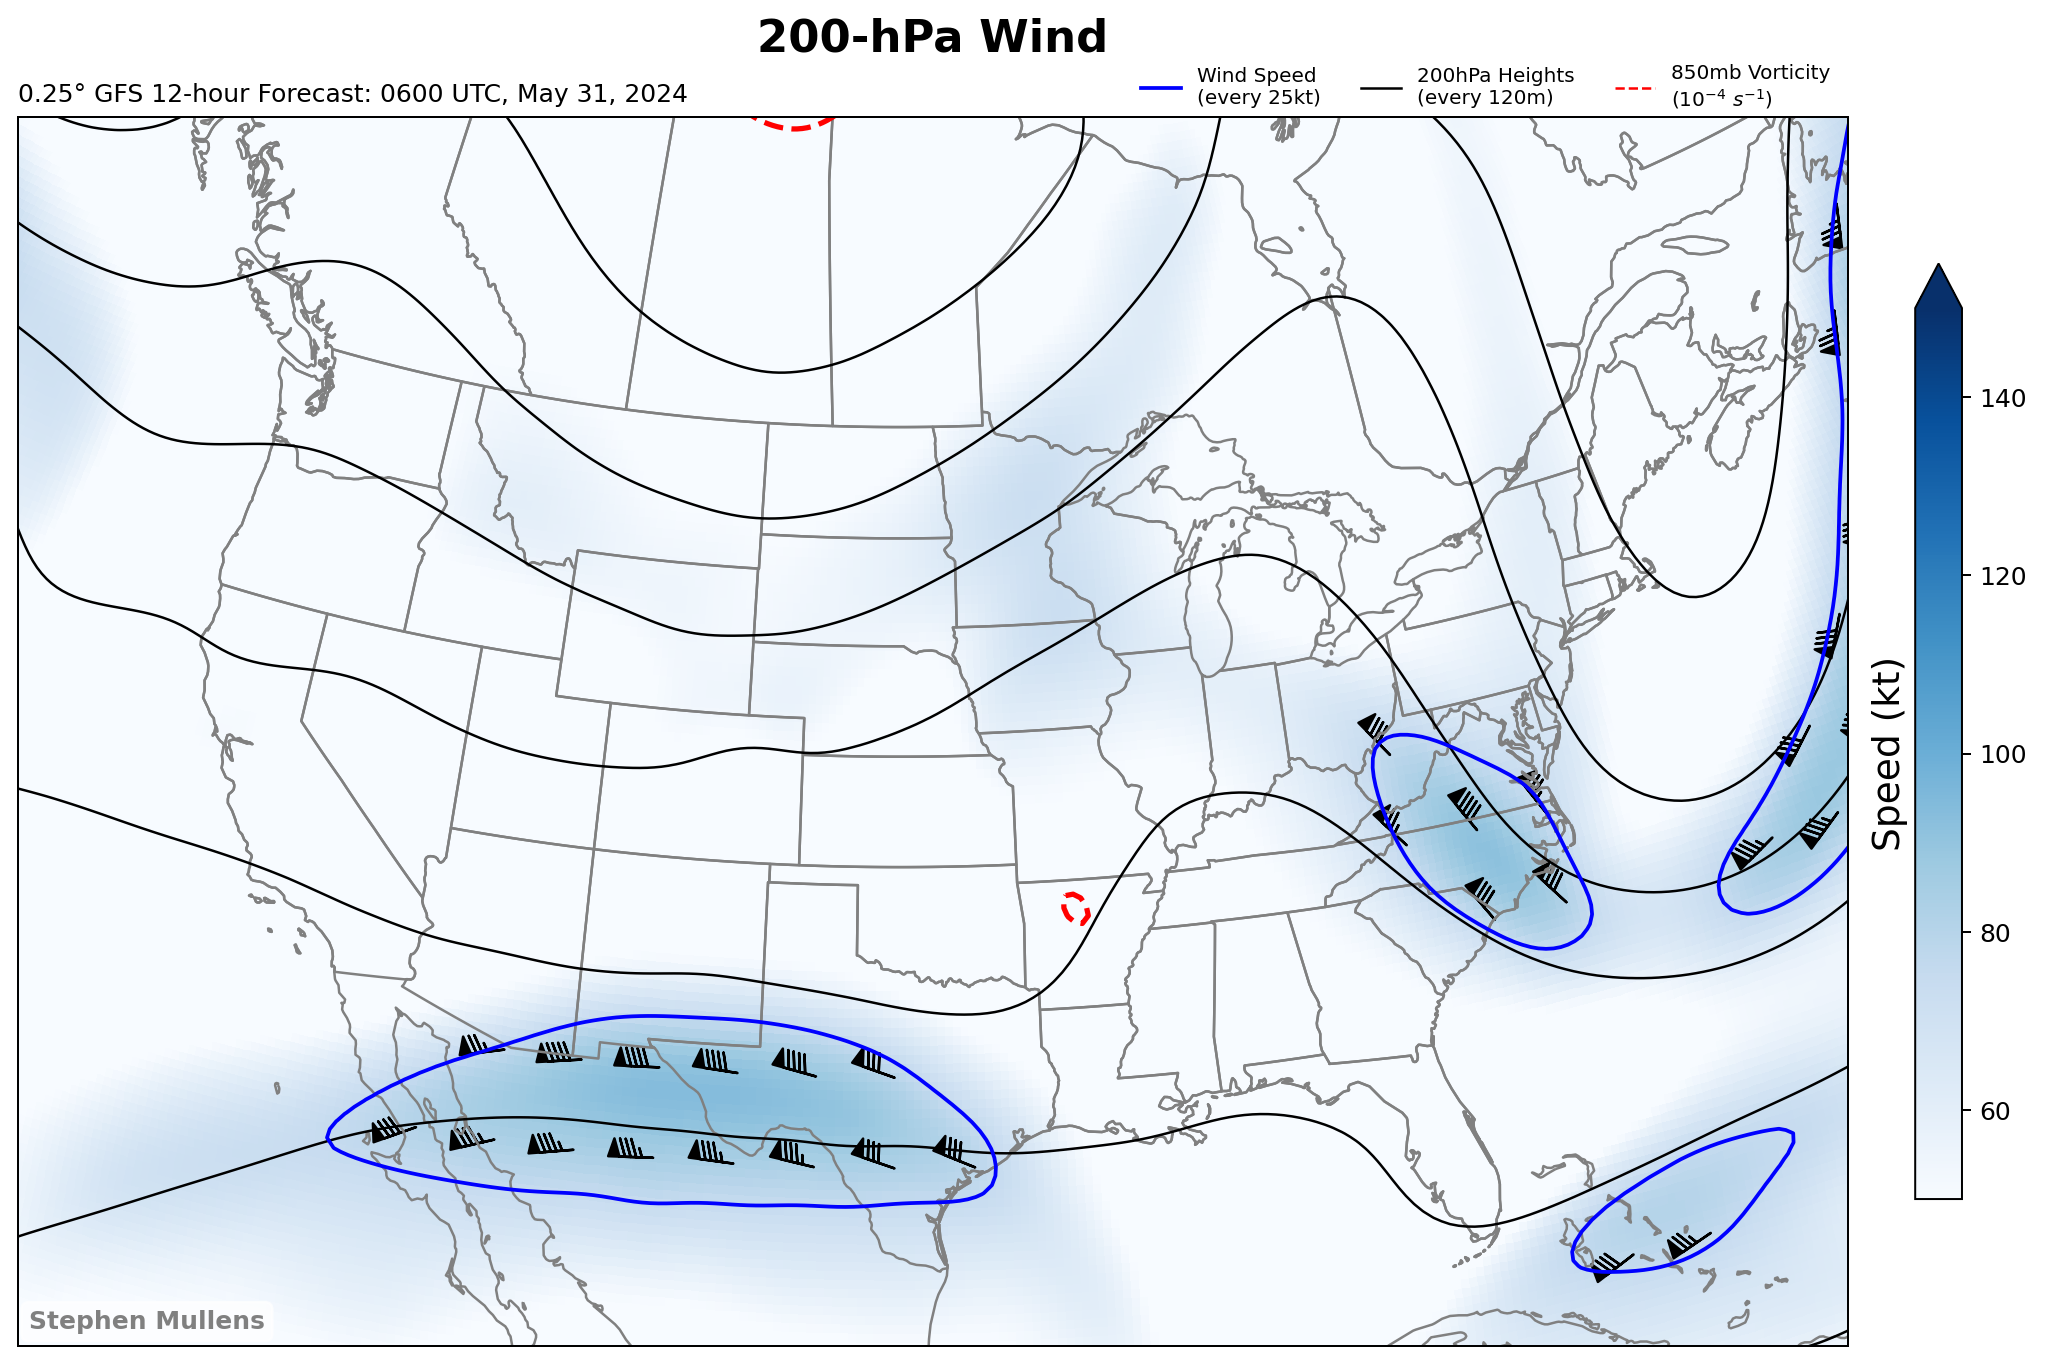 200-hPa Wind
0.25° GFS 12-hour Forecast: 0600 UTC, May 31, 2024
Wind Speed
(every 25kt)
200hPa Heights
(every 120m)
850mb Vorticity
(10⁻⁴ s⁻¹)
140
120
100
80
60
Speed (kt)
Stephen Mullens